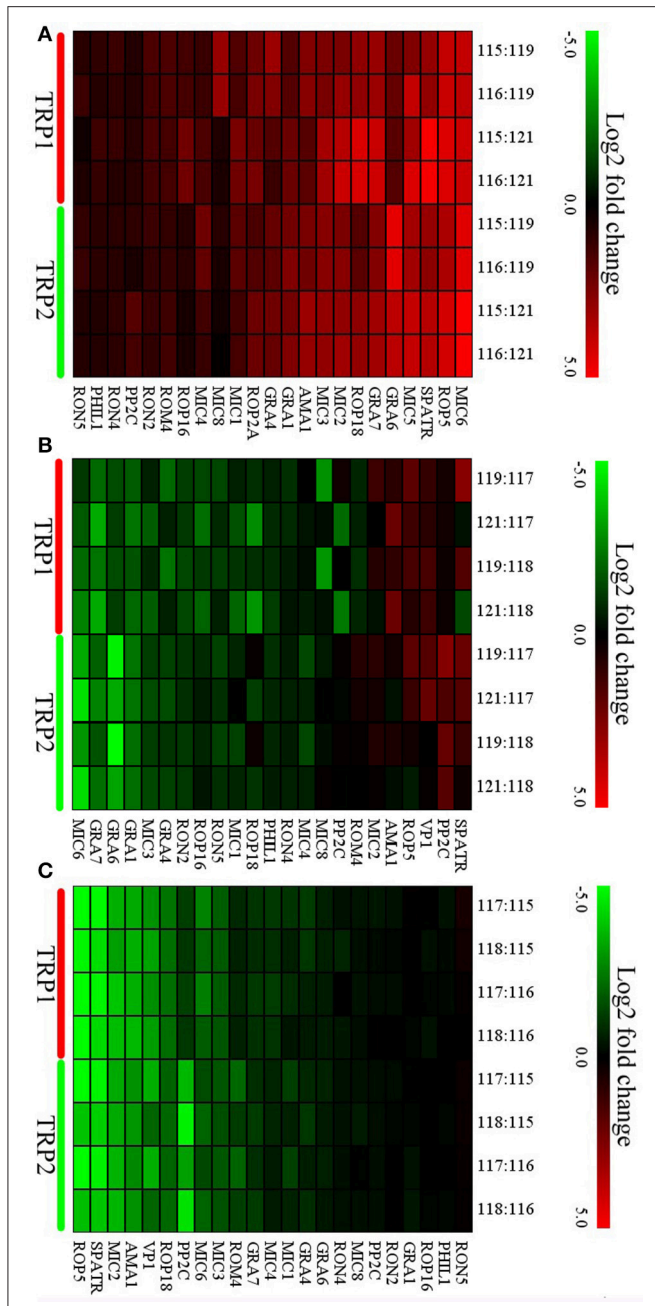 A
TRP1
TRP2
115:119
116:119
115:121
116:121
115:119
116:119
115:121
116:121
-5.0
0.0
5.0
Log2 fold change
RON5
PHIL1
RON4
PP2C
RON2
ROM4
ROP16
MIC4
MIC8
MIC1
ROP2A
GRA4
GRA1
AMA1
MIC3
MIC2
ROP18
GRA7
GRA6
MIC5
SPATR
ROP5
MIC6
B
TRP1
TRP2
119:117
121:117
119:118
121:118
119:117
121:117
119:118
121:118
-5.0
0.0
5.0
Log2 fold change
MIC6
GRA7
GRA6
GRA1
MIC3
GRA4
RON2
ROP16
RON5
MIC1
ROP18
PHIL1
RON4
MIC4
MIC8
PP2C
ROM4
MIC2
AMA1
ROP5
VP1
PP2C
SPATR
C
TRP1
TRP2
117:115
118:115
117:116
118:116
117:115
118:115
117:116
118:116
-5.0
0.0
5.0
Log2 fold change
ROP5
SPATR
MIC2
AMA1
VP1
ROP18
PP2C
MIC6
MIC3
ROM4
GRA7
MIC4
MIC1
GRA4
GRA6
RON4
MIC8
PP2C
RON2
GRA1
ROP16
PHIL1
RON5